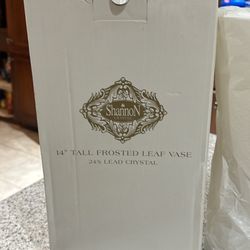 Shannon
14" TALL FROSTED LEAF VASE
24% LEAD CRYSTAL